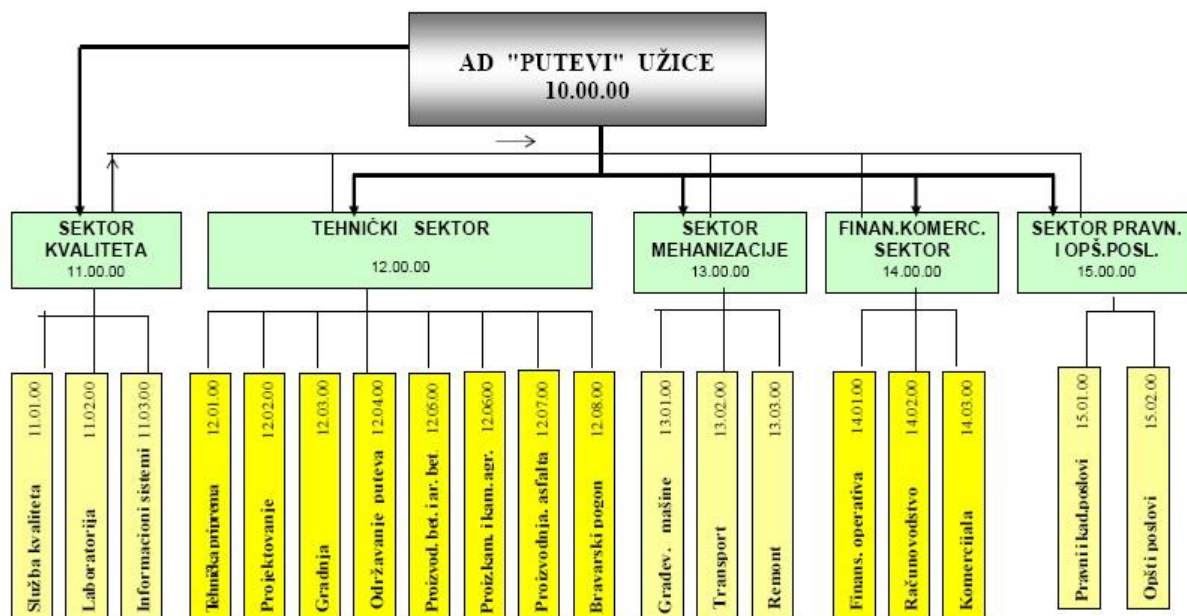 AD "PUTEVI" UŽICE
10.00.00
SEKTOR
KVALITETA
11.00.00
TEHNIČKI SEKTOR
12.00.00
SEKTOR
MEHANIZACIJE
13.00.00
FINAN.KOMERC.
SEKTOR
14.00.00
SEKTOR PRAVN.
I OPŠ.POSL.
15.00.00
Služba kvaliteta 11.01.00
Laboratorija 11.02.00
Informacioni sistemi 11.03.00
Tehnička priprema 12.01.00
Projektovanje 12.02.00
Gradnja 12.03.00
Održavanje puteva 12.04.00
Proizvod. bet. i ar. bet. 12.05.00
Proiz.kam. i kam. agr. 12.06.00
Proizvodnja. asfalta 12.07.00
Bravarski pogon 12.08.00
Građev. mašine 13.01.00
Transport 13.02.00
Remont 13.03.00
Finans. operativa 14.01.00
Računovodstvo 14.02.00
Komercijala 14.03.00
Pravni i kad.poslovi 15.01.00
Opšti poslovi 15.02.00